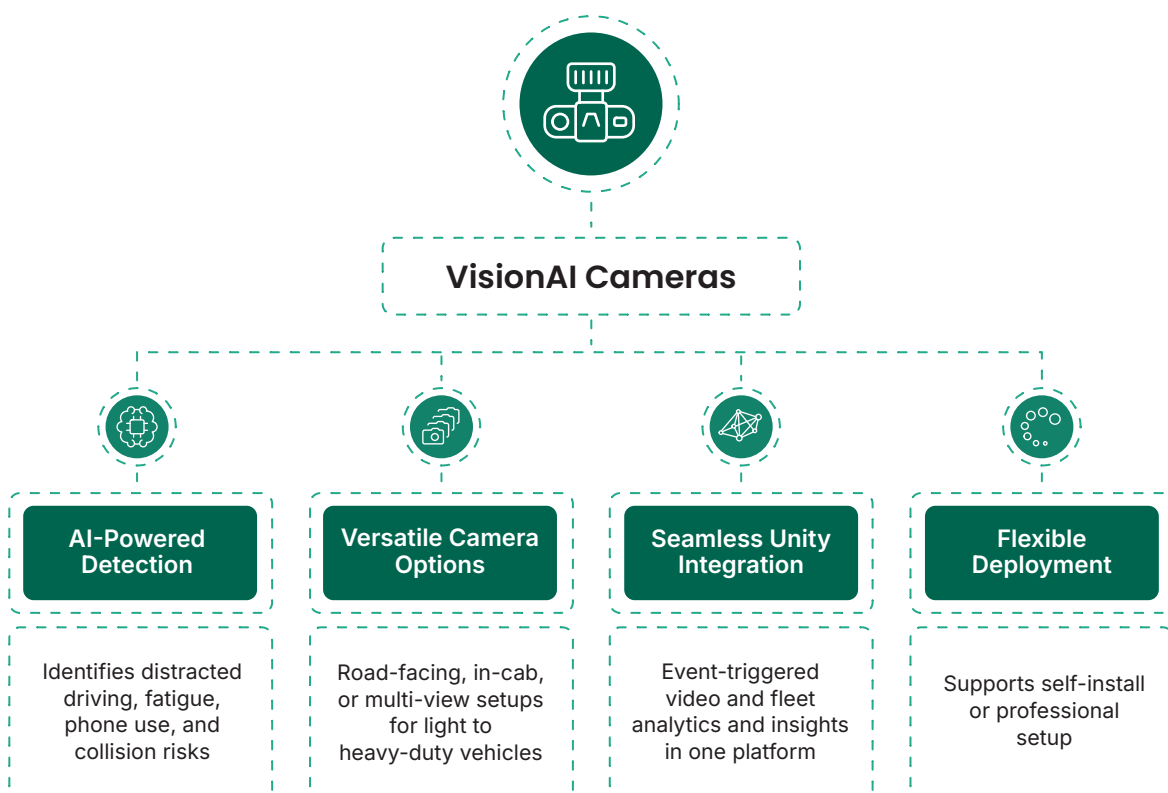 VisionAI Cameras
AI-Powered
Detection
Identifies distracted
driving, fatigue,
phone use, and
collision risks
Versatile Camera
Options
Road-facing, in-cab,
or multi-view setups
for light to
heavy-duty vehicles
Seamless Unity
Integration
Event-triggered
video and fleet
analytics and insights
in one platform
Flexible
Deployment
Supports self-install
or professional
setup